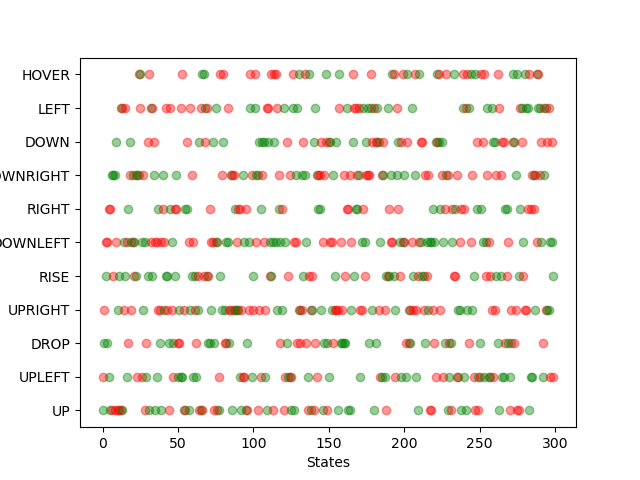 HOVER
LEFT
DOWN
OWNRIGHT
RIGHT
OWNLEFT
RISE
UPRIGHT
DROP
UPLEFT
UP
0 50 100 150 200 250 300
States